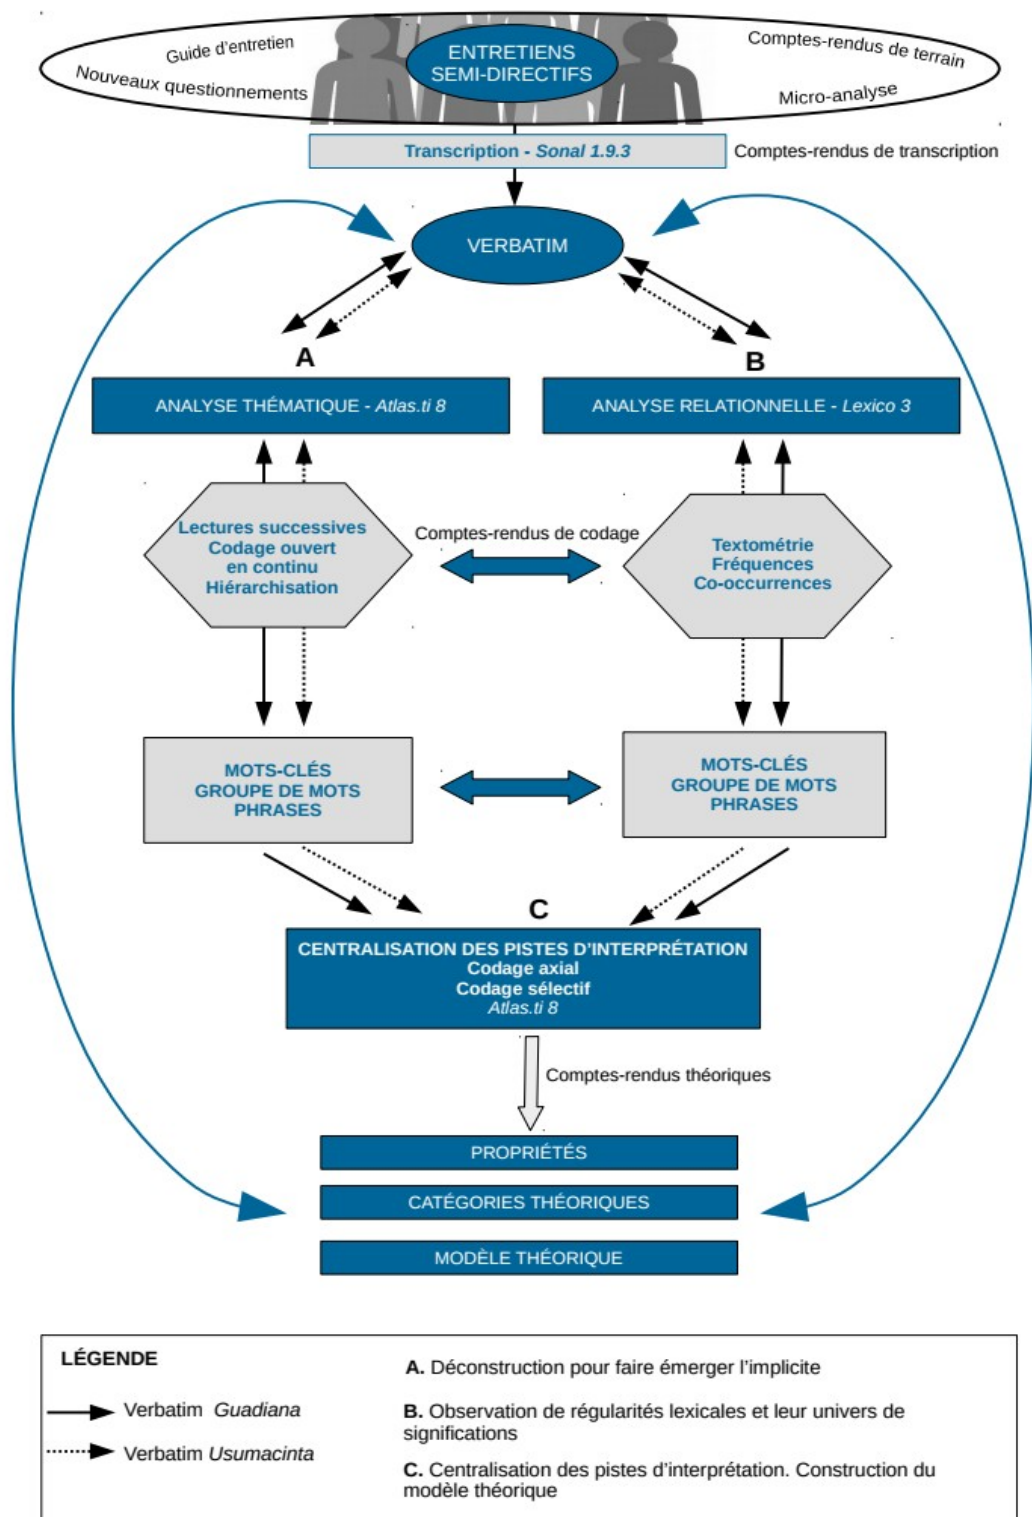 Guide d'entretien
Nouveaux questionnements
ENTRETIENS
SEMI-DIRECTIFS
Comptes-rendus de terrain
Micro-analyse
Transcription - Sonal 1.9.3
Comptes-rendus de transcription
VERBATIM
A
B
ANALYSE THÉMATIQUE - Atlas.ti 8
ANALYSE RELATIONNELLE - Lexico 3
Lectures successives
Codage ouvert
en continu
Hiérarchisation
Comptes-rendus de codage
Textométrie
Fréquences
Co-occurrences
MOTS-CLÉS
GROUPE DE MOTS
PHRASES
MOTS-CLÉS
GROUPE DE MOTS
PHRASES
C
CENTRALISATION DES PISTES D'INTERPRÉTATION
Codage axial
Codage sélectif
Atlas.ti 8
Comptes-rendus théoriques
PROPRIÉTÉS
CATÉGORIES THÉORIQUES
MODÈLE THÉORIQUE
LÉGENDE
Verbatim Guadiana
Verbatim Usumacinta
A. Déconstruction pour faire émerger l'implicite
B. Observation de régularités lexicales et leur univers de
significations
C. Centralisation des pistes d'interprétation. Construction du
modèle théorique